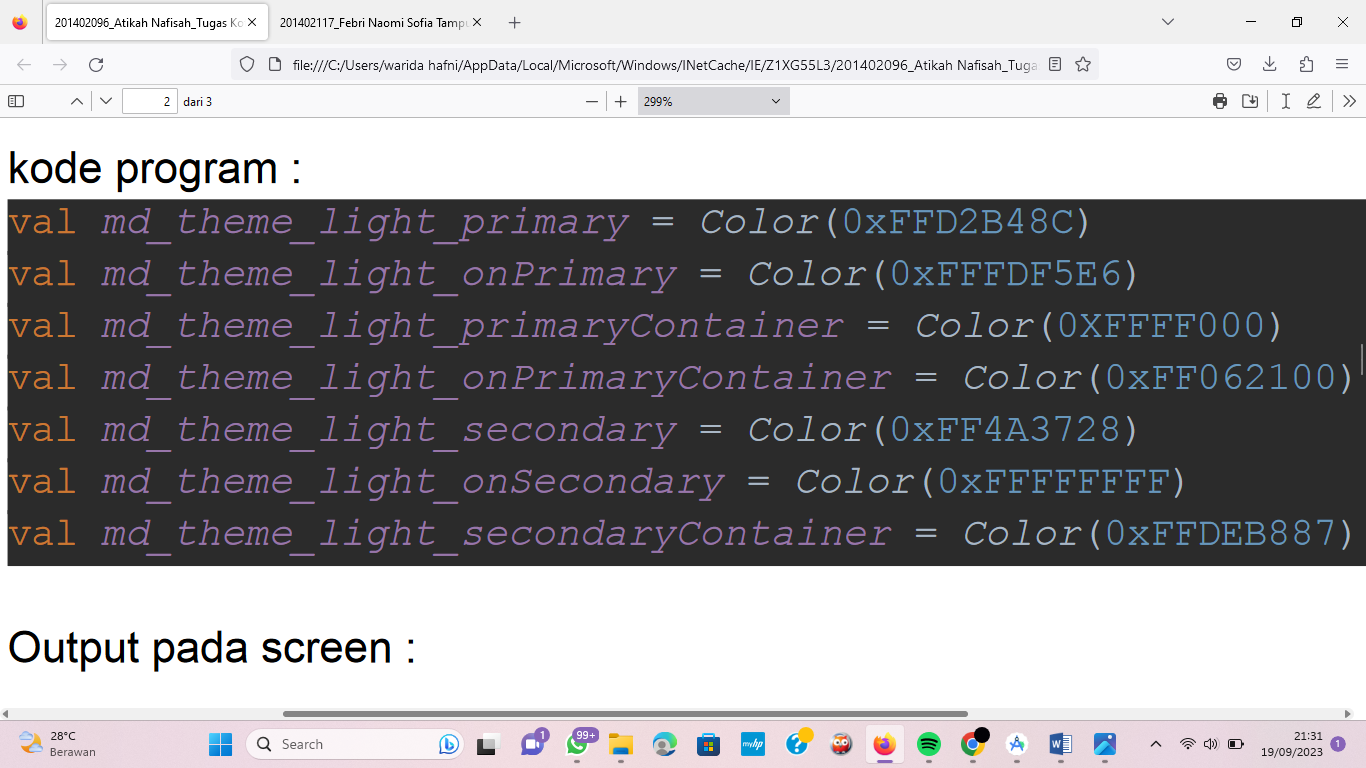 201402096_Atikah Nafisah_Tugas Ko
201402117_Febri Naomi Sofia Tampu
file:///C:/Users/warida hafni/AppData/Local/Microsoft/Windows/INetCache/IE/Z1XG55L3/201402096_Atikah Nafisah_Tuga
2 dari 3
299%
kode program :
val md_theme_light_primary = Color(0xFFD2B48C)
val md_theme_light_onPrimary = Color(0xFFFDF5E6)
val md_theme_light_primaryContainer = Color(0XFFFF000)
val md_theme_light_onPrimaryContainer = Color(0xFF062100)
val md_theme_light_secondary = Color(0xFF4A3728)
val md_theme_light_onSecondary = Color(0xFFFFFFFF)
val md_theme_light_secondaryContainer = Color(0xFFDEB887)
Output pada screen :
28°C
Berawan
Search
1
99+
myhp
21:31
19/09/2023
1